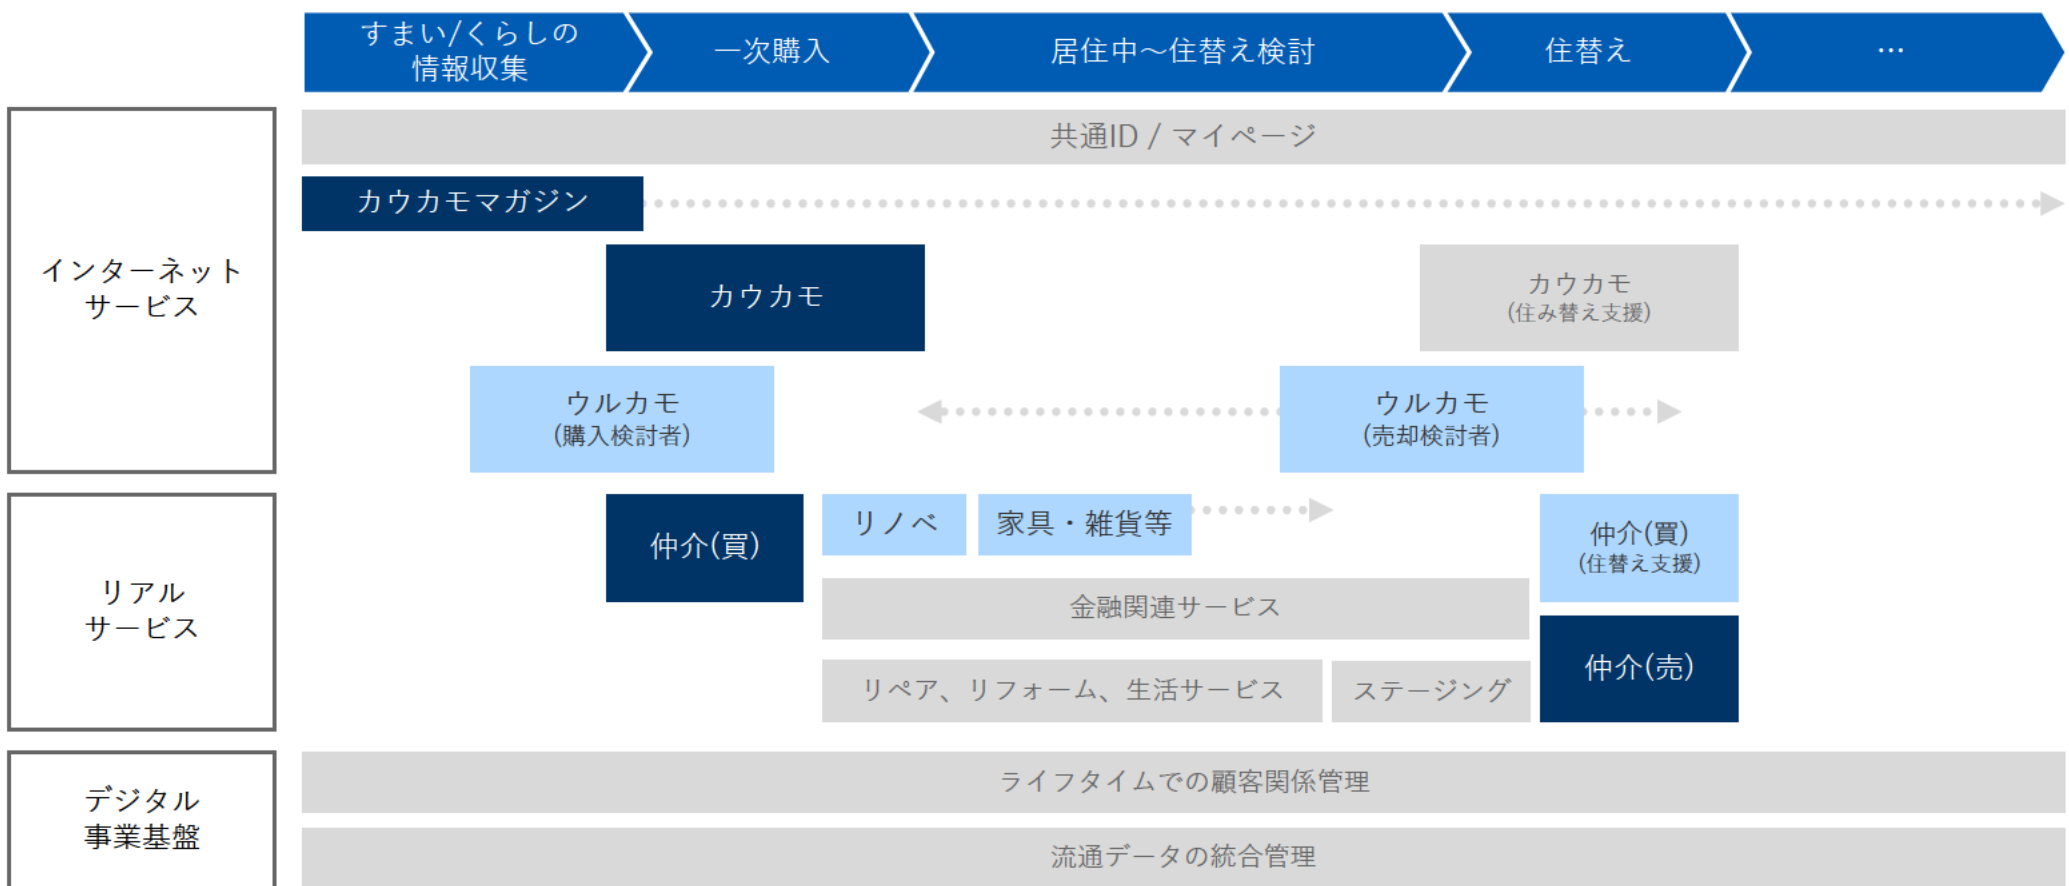 すまい/くらしの
情報収集
一次購入
居住中～住替え検討
住替え
…
インターネット
サービス
共通ID / マイページ
カウカモマガジン
カウカモ
カウカモ
(住み替え支援)
ウルカモ
(購入検討者)
ウルカモ
(売却検討者)
リアル
サービス
仲介(買)
リノベ
家具・雑貨等
仲介(買)
(住替え支援)
金融関連サービス
仲介(売)
リペア、リフォーム、生活サービス
ステージング
デジタル
事業基盤
ライフタイムでの顧客関係管理
流通データの統合管理